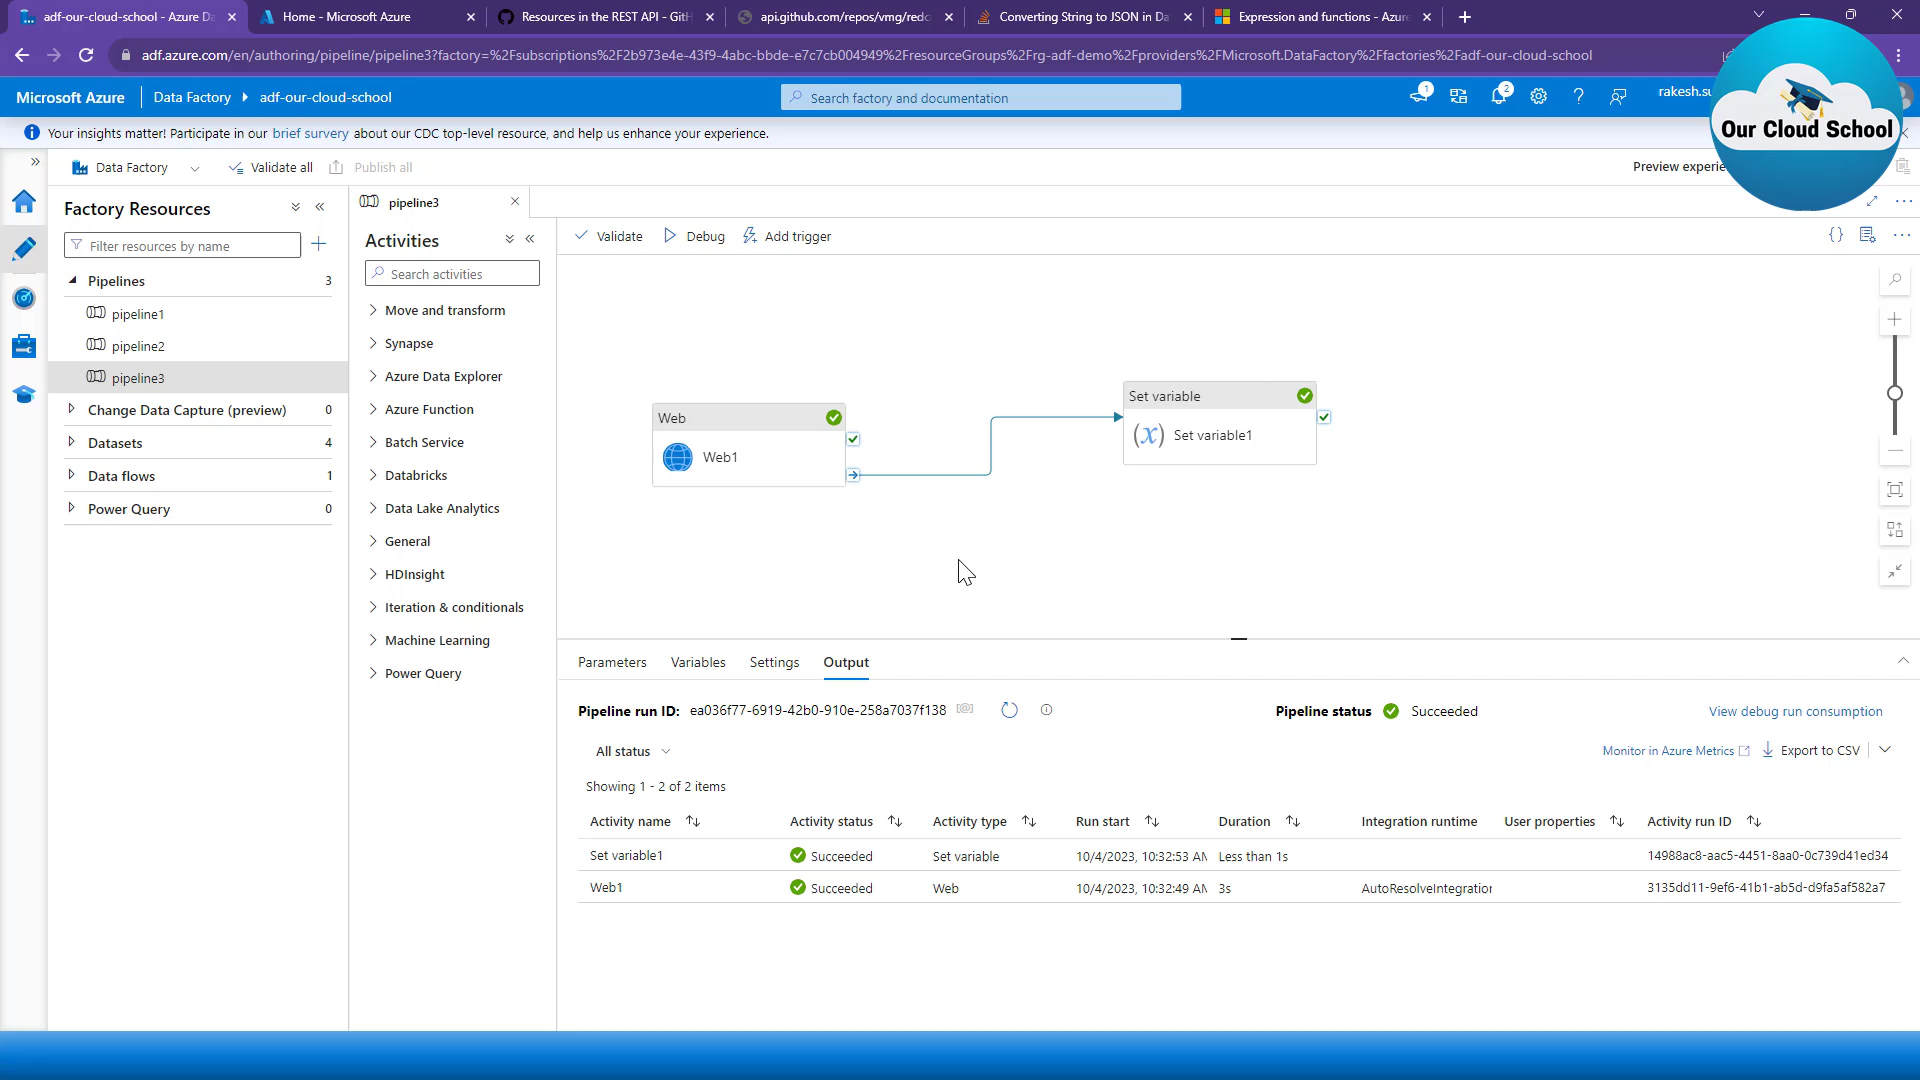 adf-our-cloud-school - Azure Da
Home - Microsoft Azure
Resources in the REST API - GitH
api.github.com/repos/vmg/redc
Converting String to JSON in Da
Expression and functions - Azure
adf.azure.com/en/authoring/pipeline/pipeline3?factory=%2Fsubscriptions%2F2b973e4e-43f9-4abc-bbde-e7c7cb004949%2FresourceGroups%2Frg-adf-demo%2Fproviders%2FMicrosoft.DataFactory%2Ffactories%2Fadf-our-cloud-school
Microsoft Azure
Data Factory
adf-our-cloud-school
Search factory and documentation
1
2
rakesh.su
Our Cloud School
Your insights matter! Participate in our brief survey about our CDC top-level resource, and help us enhance your experience.
Data Factory
Validate all
Publish all
Preview experie
Factory Resources
pipeline3
Filter resources by name
Activities
Validate
Debug
Add trigger
Search activities
Pipelines 3
pipeline1
pipeline2
pipeline3
Change Data Capture (preview) 0
Datasets 4
Data flows 1
Power Query 0
Move and transform
Synapse
Azure Data Explorer
Azure Function
Batch Service
Databricks
Data Lake Analytics
General
HDInsight
Iteration & conditionals
Machine Learning
Power Query
Web
Web1
Set variable
(x) Set variable1
Parameters
Variables
Settings
Output
Pipeline run ID: ea036f77-6919-42b0-910e-258a7037f138
Pipeline status Succeeded
View debug run consumption
All status
Monitor in Azure Metrics
Export to CSV
Showing 1 - 2 of 2 items
Activity name Activity status Activity type Run start Duration Integration runtime User properties Activity run ID
Set variable1 Succeeded Set variable 10/4/2023, 10:32:53 AM Less than 1s 14988ac8-aac5-4451-8aa0-0c739d41ed34
Web1 Succeeded Web 10/4/2023, 10:32:49 AM 3s AutoResolveIntegration 3135dd11-9ef6-41b1-ab5d-d9fa5af582a7